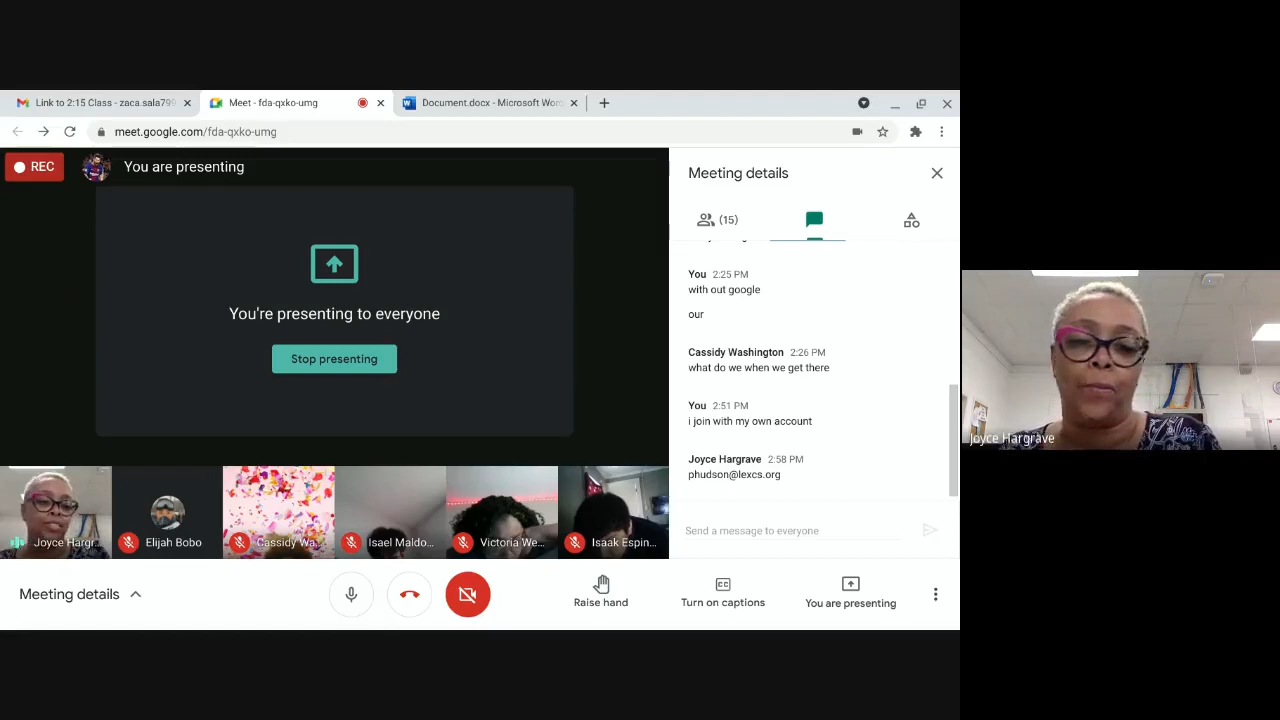 Link to 2:15 Class - zaca.sala799
Meet - fda-qxko-umg
Document.docx - Microsoft Word
meet.google.com/fda-qxko-umg
REC
You are presenting
You're presenting to everyone
Stop presenting
Joyce Hargr...
Elijah Bobo
Cassidy Wa...
Isael Maldo...
Victoria We...
Isaak Espin...
Meeting details
(15)
You 2:25 PM
with out google
our
Cassidy Washington 2:26 PM
what do we when we get there
You 2:51 PM
i join with my own account
Joyce Hargrave 2:58 PM
phudson@lexcs.org
Send a message to everyone
Meeting details
Raise hand
CC
Turn on captions
You are presenting
Joyce Hargrave